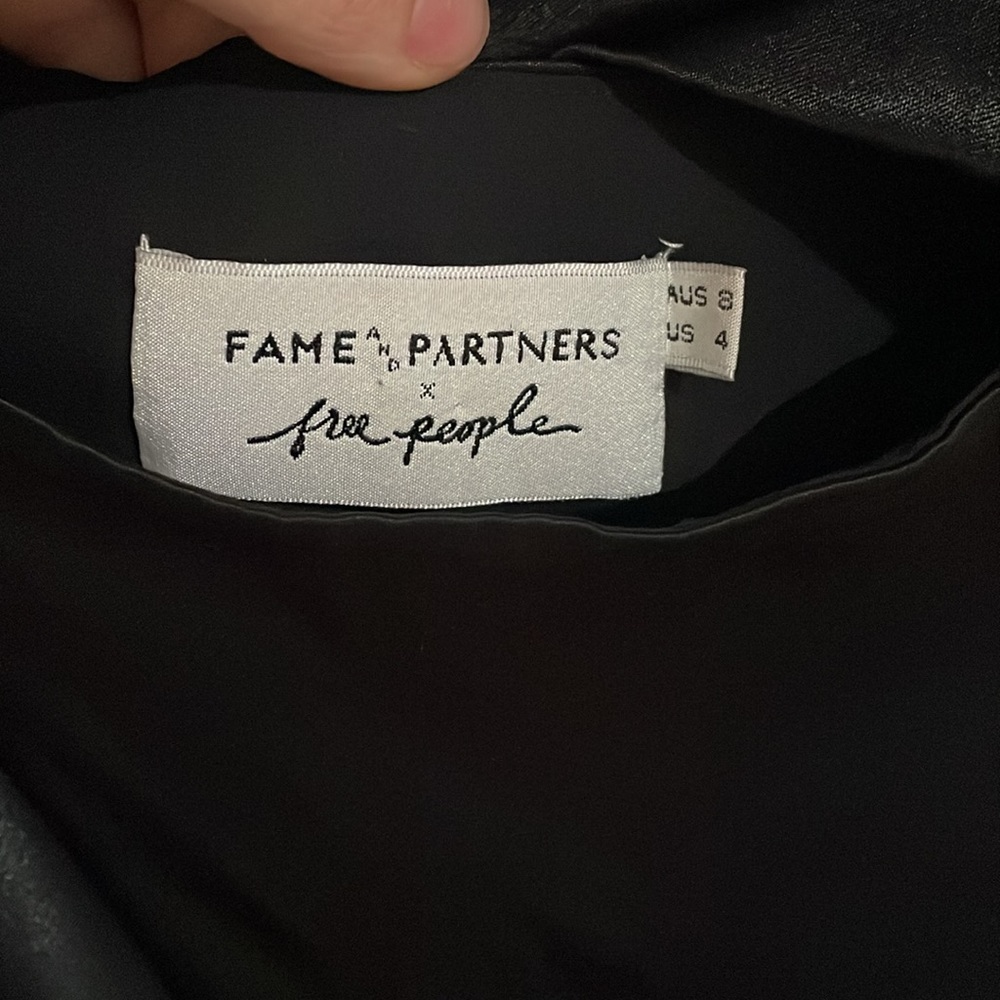 FAME AND PARTNERS
x
free people
AUS 8
US 4